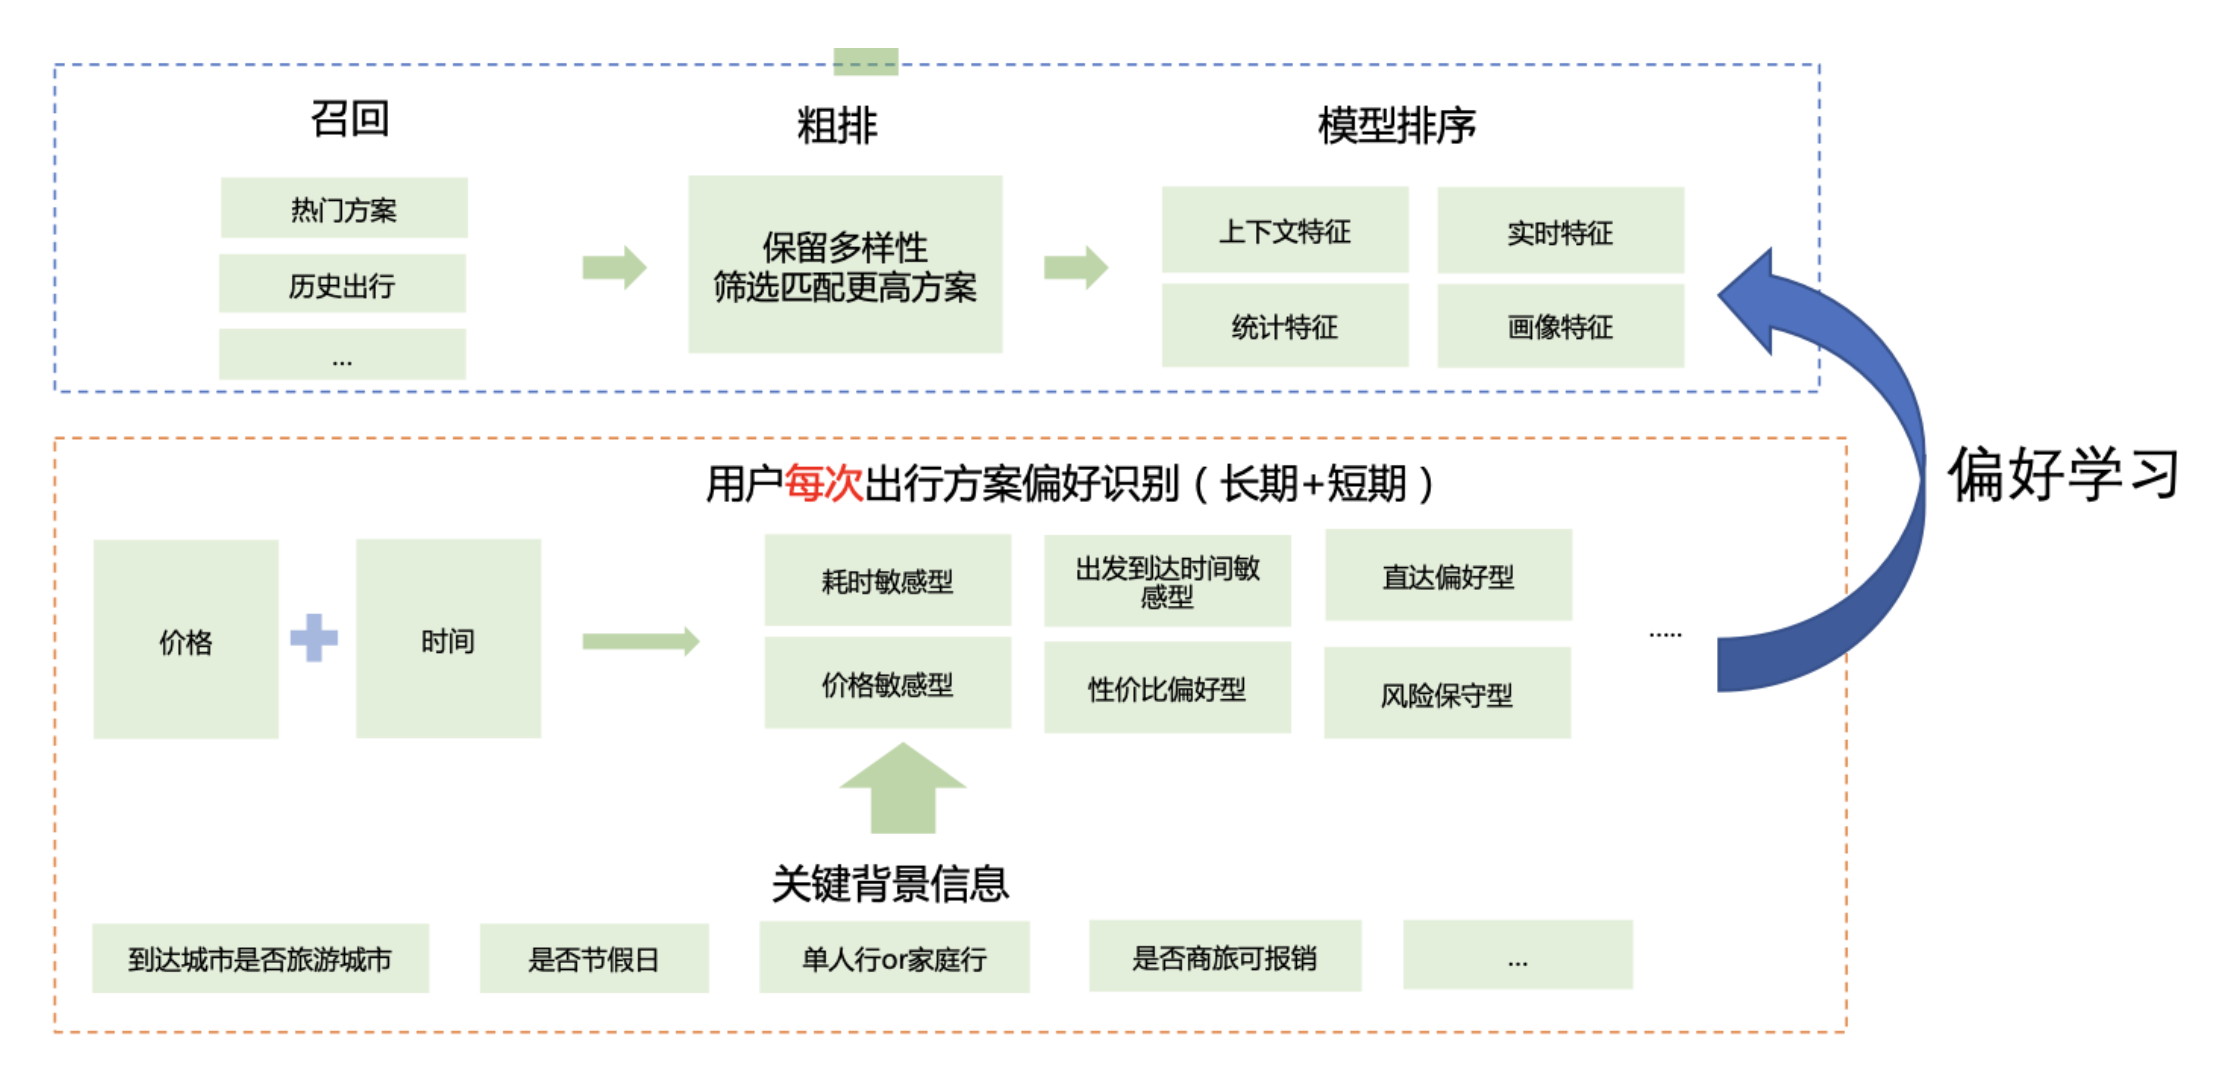 召回
粗排
模型排序
热门方案
历史出行
...
保留多样性
筛选匹配更高方案
上下文特征
实时特征
统计特征
画像特征
偏好学习
用户每次出行方案偏好识别（长期+短期）
价格
时间
耗时敏感型
出发到达时间敏
感型
直达偏好型
价格敏感型
性价比偏好型
风险保守型
.....
关键背景信息
到达城市是否旅游城市
是否节假日
单人行or家庭行
是否商旅可报销
...